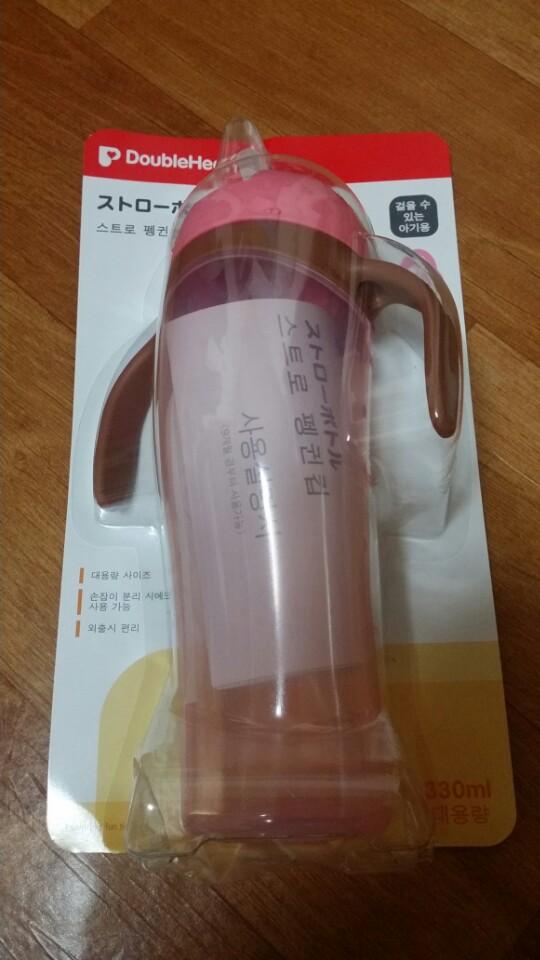 DoubleHe
ストローボ
스트로 펭귄
걸을 수
있는
아기용
ストローボトル
스트로 펭귄컵
사용설명서
대용량 사이즈
손잡이 분리 시에도
사용 가능
외출시 편리
330ml
대용량